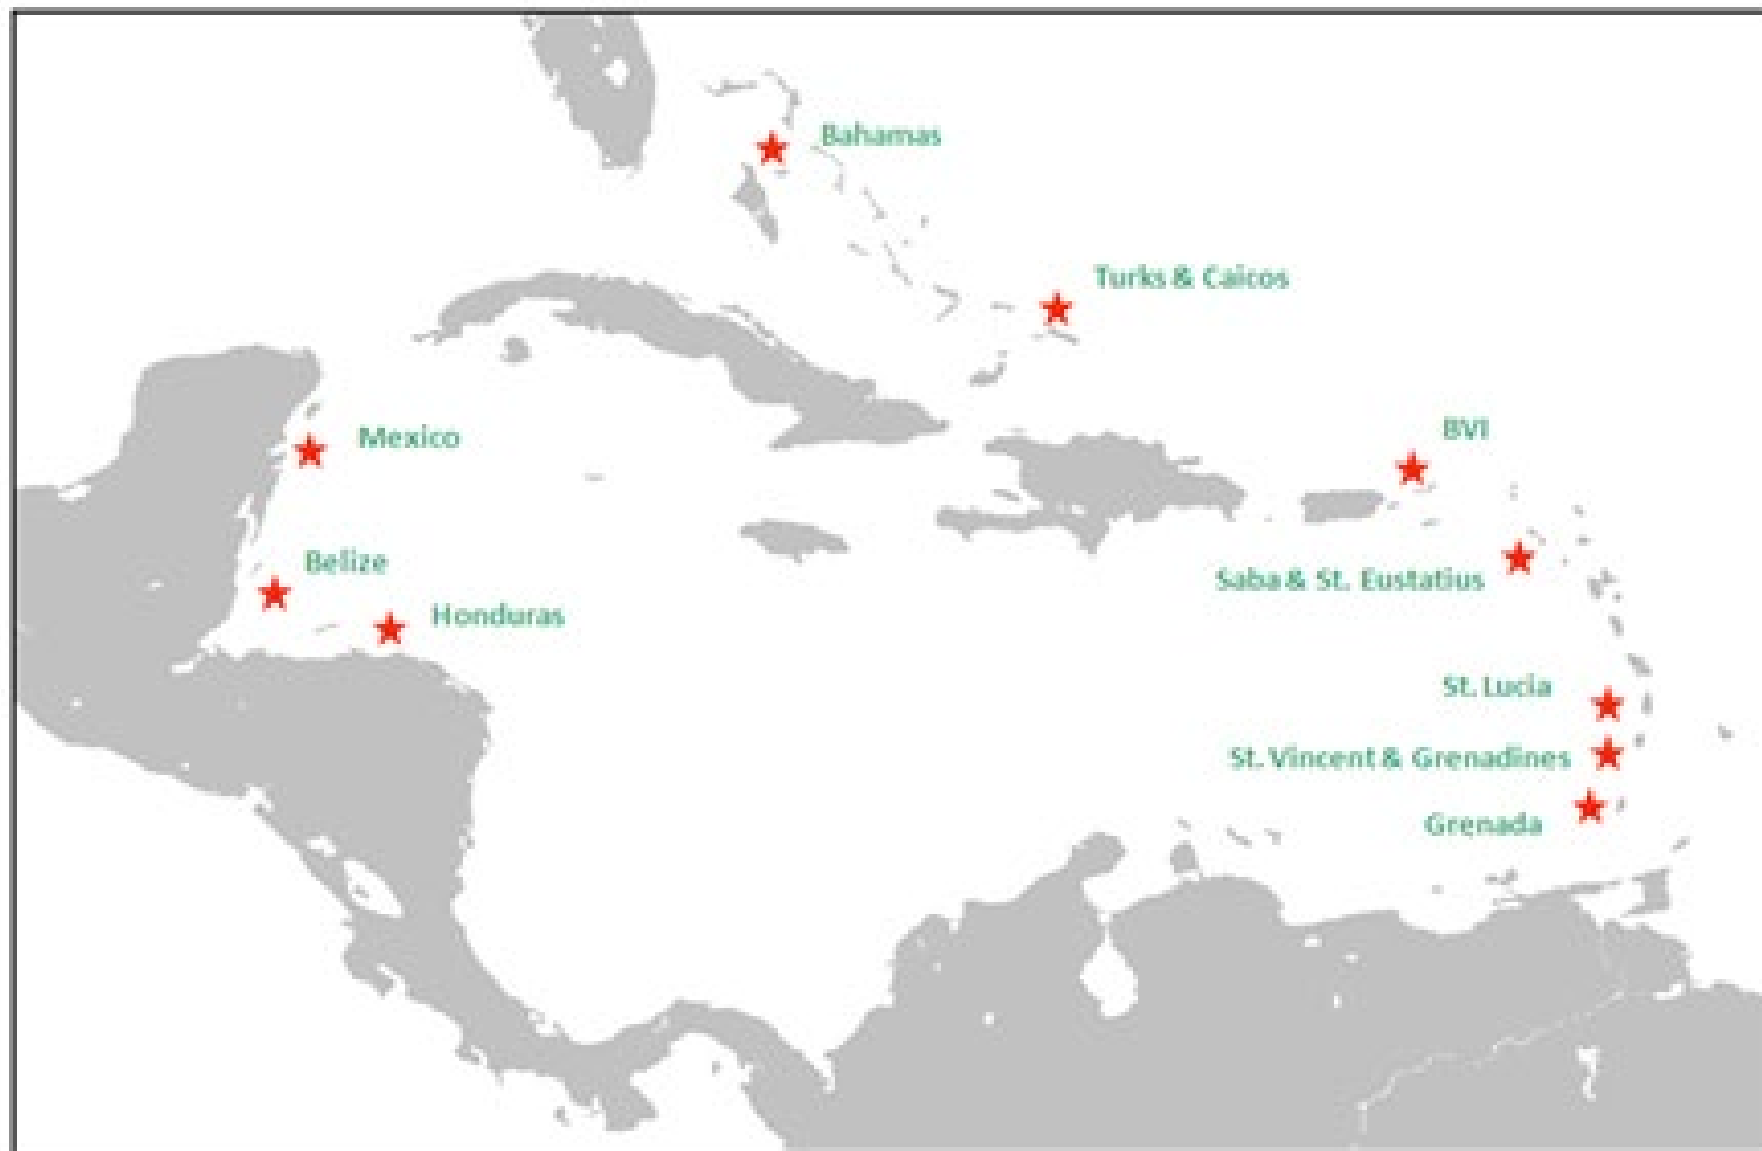 Bahamas
Turks & Caicos
BVI
Mexico
Belize
Saba & St. Eustatius
Honduras
St. Lucia
St. Vincent & Grenadines
Grenada